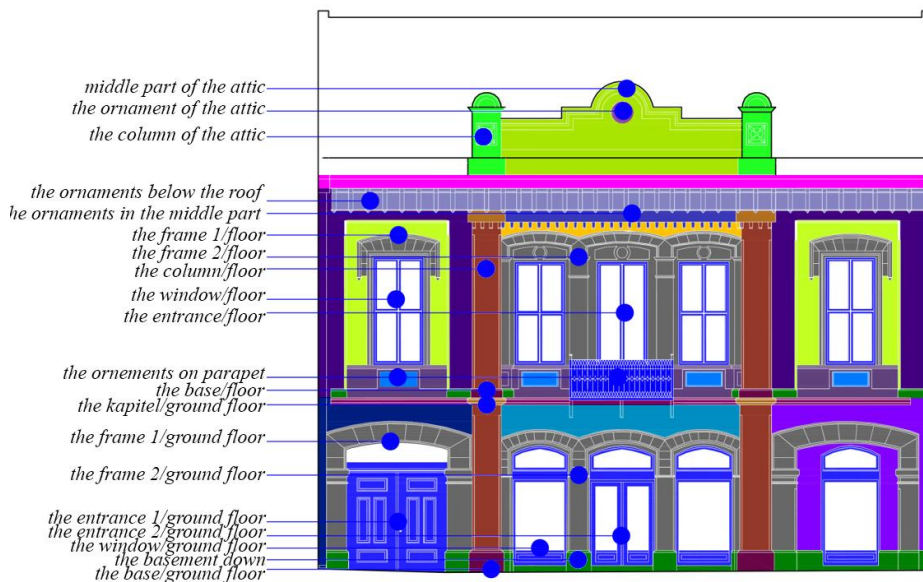 middle part of the attic
the ornament of the attic
the column of the attic
the ornaments below the roof
he ornaments in the middle part
the frame 1/floor
the frame 2/floor
the column/floor
the window/floor
the entrance/floor
the ornements on parapet
the base/floor
the kapitel/ground floor
the frame 1/ground floor
the frame 2/ground floor
the entrance 1/ground floor
the entrance 2/ground floor
the window/ground floor
the basement down
the base/ground floor